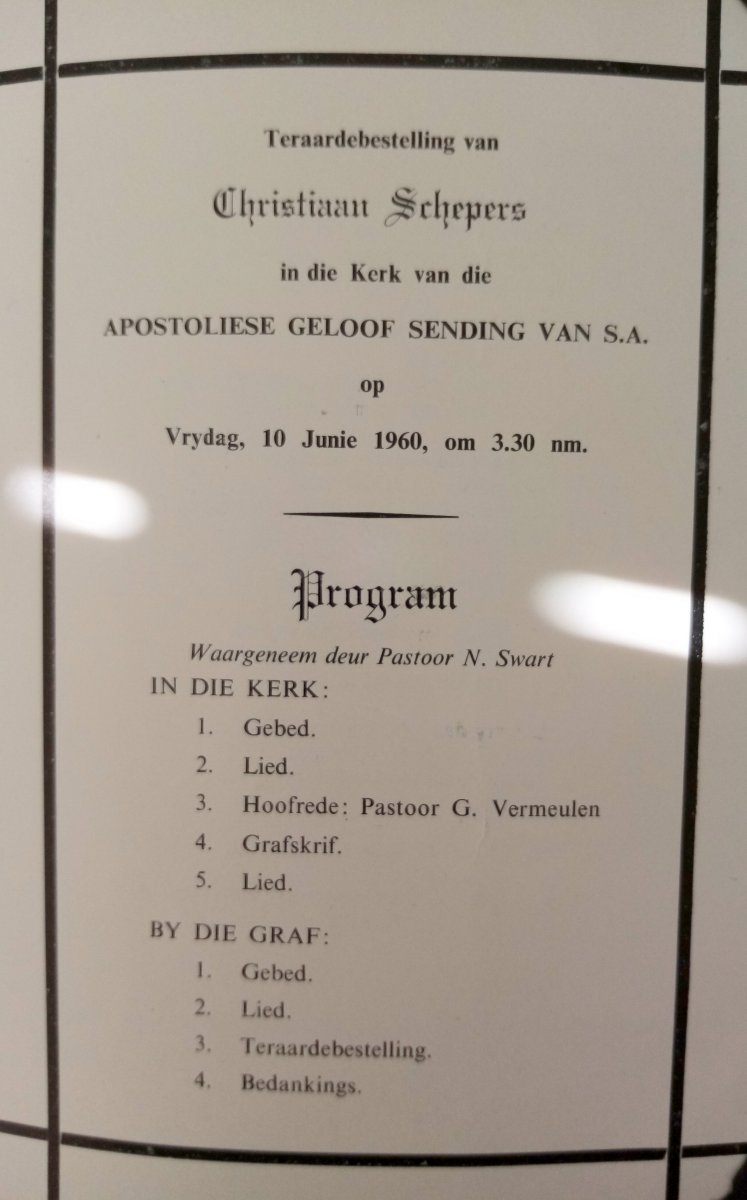 Teraardebestelling van
Christiaan Schepers
in die Kerk van die
APOSTOLIESE GELOOF SENDING VAN S.A.
op
Vrydag, 10 Junie 1960, om 3.30 nm.
Program
Waargeneem deur Pastoor N. Swart
IN DIE KERK:
1. Gebed.
2. Lied.
3. Hoofrede: Pastoor G. Vermeulen
4. Grafskrif.
5. Lied.
BY DIE GRAF:
1. Gebed.
2. Lied.
3. Teraardebestelling.
4. Bedankings.